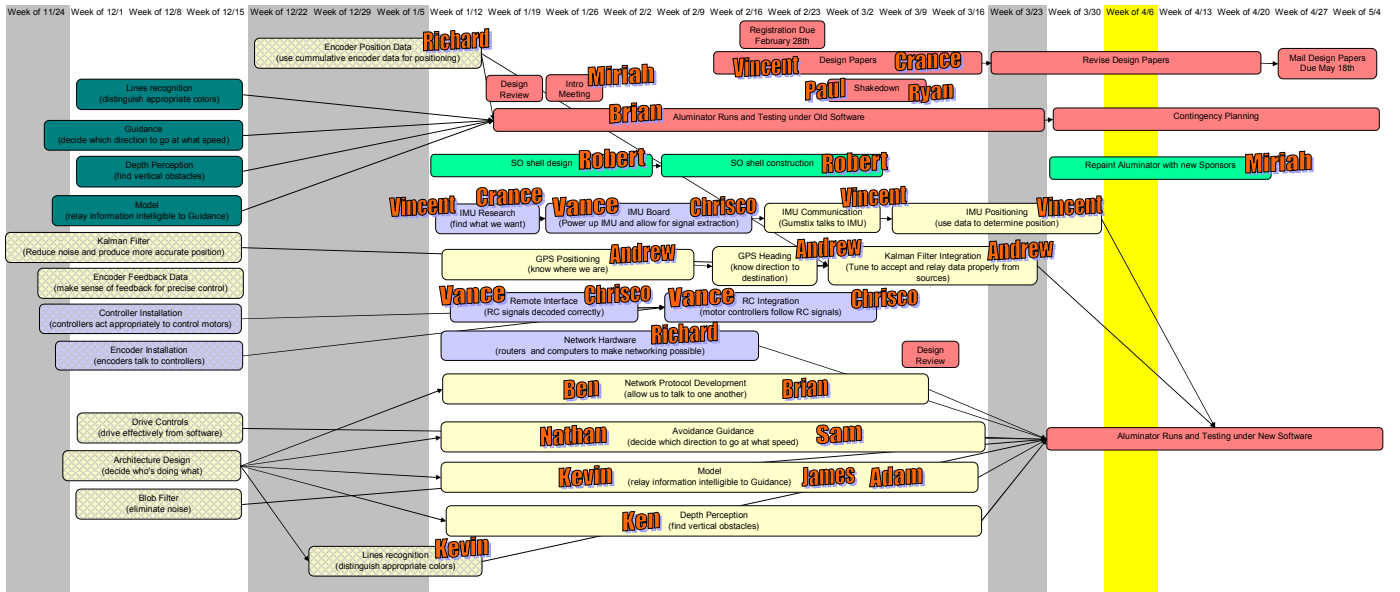 Week of 11/24 Week of 12/1 Week of 12/8 Week of 12/15 Week of 12/22 Week of 12/29 Week of 1/5 Week of 1/12 Week of 1/19 Week of 1/26 Week of 2/2 Week of 2/9 Week of 2/16 Week of 2/23 Week of 3/2 Week of 3/9 Week of 3/16 Week of 3/23 Week of 3/30 Week of 4/6 Week of 4/13 Week of 4/20 Week of 4/27 Week of 5/4
Registration Due
February 28th
Encoder Position Data
(use cummulative encoder data for positioning)
Richard
Design Papers
Vincent
Crance
Revise Design Papers
Mail Design Papers
Due May 18th
Design
Review
Intro
Meeting
Miriah
Paul
Shakedown
Ryan
Lines recognition
(distinguish appropriate colors)
Brian
Aluminator Runs and Testing under Old Software
Contingency Planning
Guidance
(decide which direction to go at what speed)
Depth Perception
(find vertical obstacles)
SO shell design
Robert
SO shell construction
Robert
Repaint Aluminator with new Sponsors
Miriah
Model
(relay information intelligible to Guidance)
Vincent
Crance
IMU Research
(find what we want)
Vance
IMU Board
(Power up IMU and allow for signal extraction)
Chrisco
Vincent
IMU Communication
(Gumstix talks to IMU)
IMU Positioning
(use data to determine position)
Vincent
Kalman Filter
(Reduce noise and produce more accurate position)
GPS Positioning
(know where we are)
Andrew
GPS Heading
(know direction to
destination)
Andrew
Kalman Filter Integration
(Tune to accept and relay data properly from
sources)
Andrew
Encoder Feedback Data
(make sense of feedback for precise control)
Controller Installation
(controllers act appropriately to control motors)
Vance
Remote Interface
(RC signals decoded correctly)
Chrisco
Vance
RC Integration
(motor controllers follow RC signals)
Chrisco
Encoder Installation
(encoders talk to controllers)
Network Hardware
(routers and computers to make networking possible)
Richard
Design
Review
Ben
Network Protocol Development
(allow us to talk to one another)
Brian
Drive Controls
(drive effectively from software)
Nathan
Avoidance Guidance
(decide which direction to go at what speed)
Sam
Aluminator Runs and Testing under New Software
Architecture Design
(decide who's doing what)
Kevin
Model
(relay information intelligible to Guidance)
James
Adam
Blob Filter
(eliminate noise)
Ken
Depth Perception
(find vertical obstacles)
Lines recognition
(distinguish appropriate colors)
Kevin